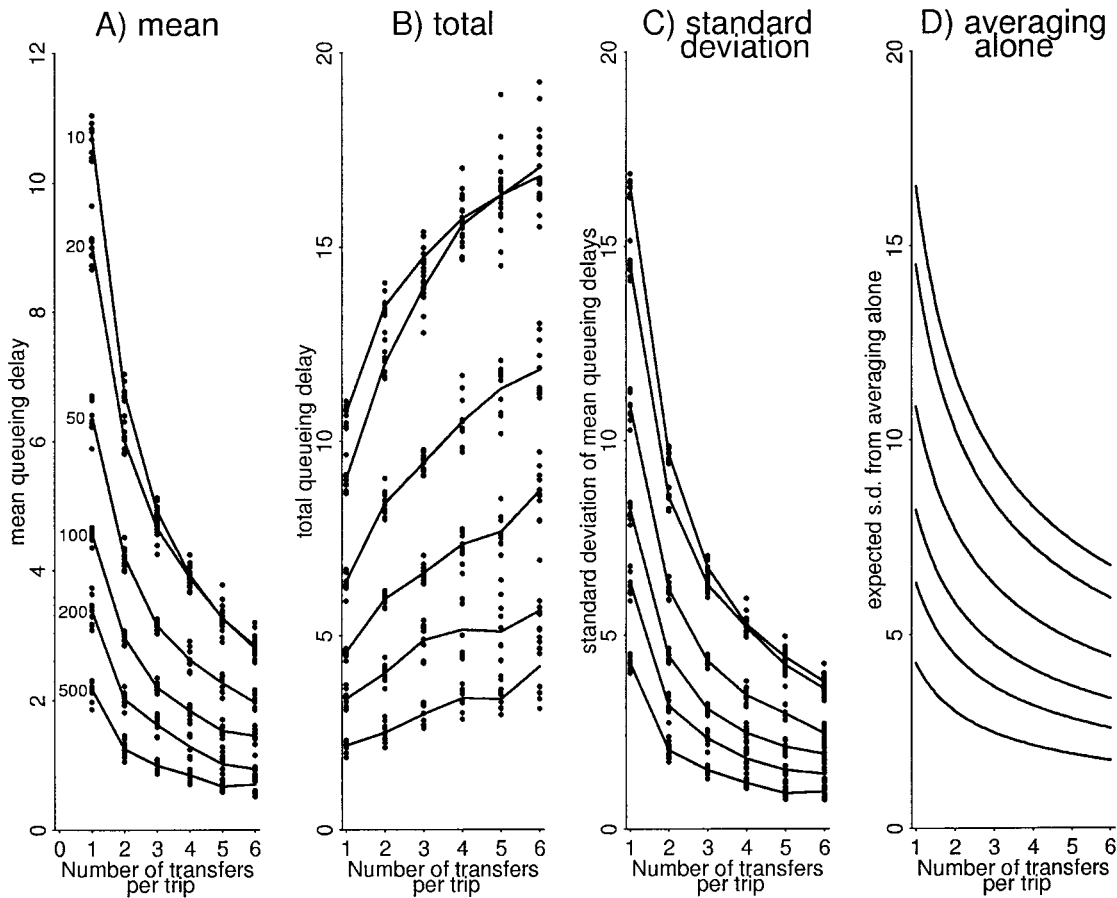 A) mean
mean queueing delay
12
10
8
6
4
2
0
10
20
50
100
200
500
0 1 2 3 4 5 6
Number of transfers
per trip
B) total
total queueing delay
20
15
10
5
0
1 2 3 4 5 6
Number of transfers
per trip
C) standard
deviation
standard deviation of mean queueing delays
20
15
10
5
0
1 2 3 4 5 6
Number of transfers
per trip
D) averaging
alone
expected s.d. from averaging alone
20
15
10
5
0
1 2 3 4 5 6
Number of transfers
per trip